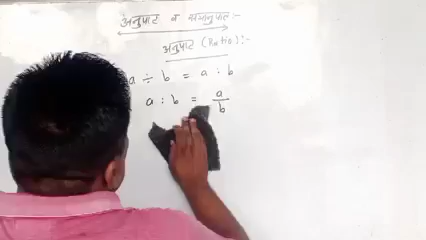 अनुपात व समानुपात :-
अनुपात (Ratio) :-
a ÷ b = a : b
a : b = a/b